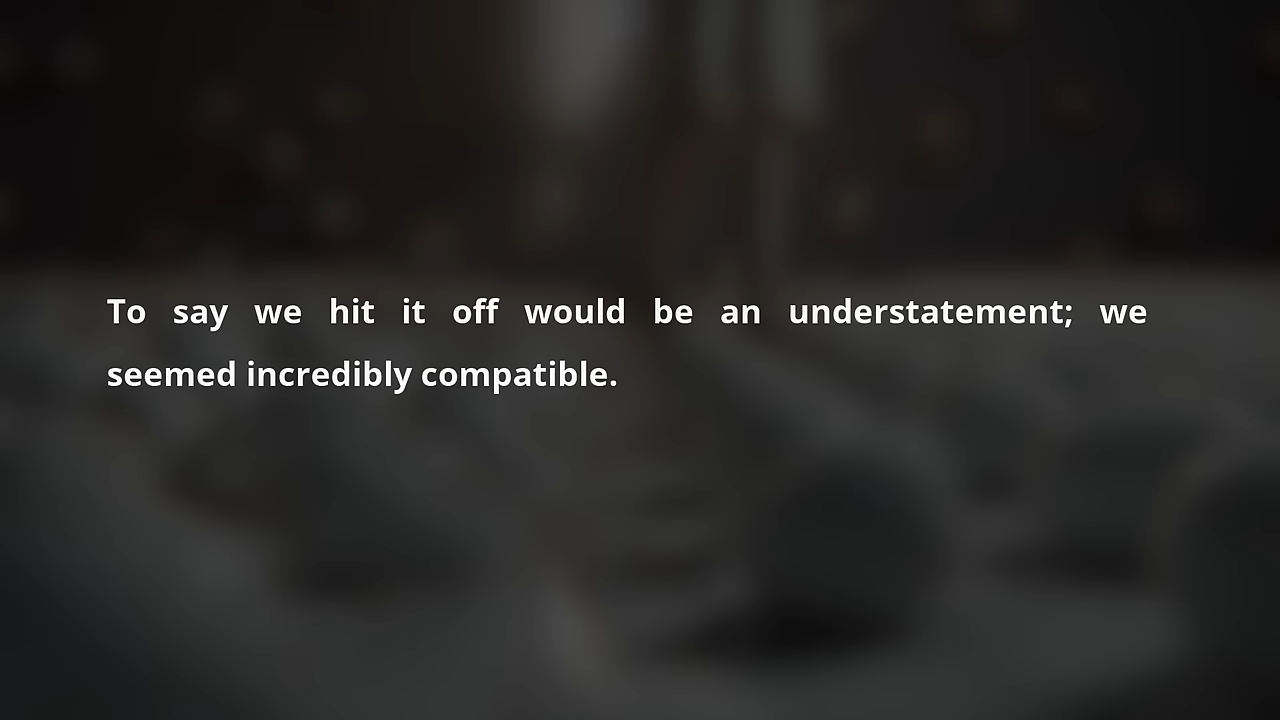 To say we hit it off would be an understatement; we
seemed incredibly compatible.